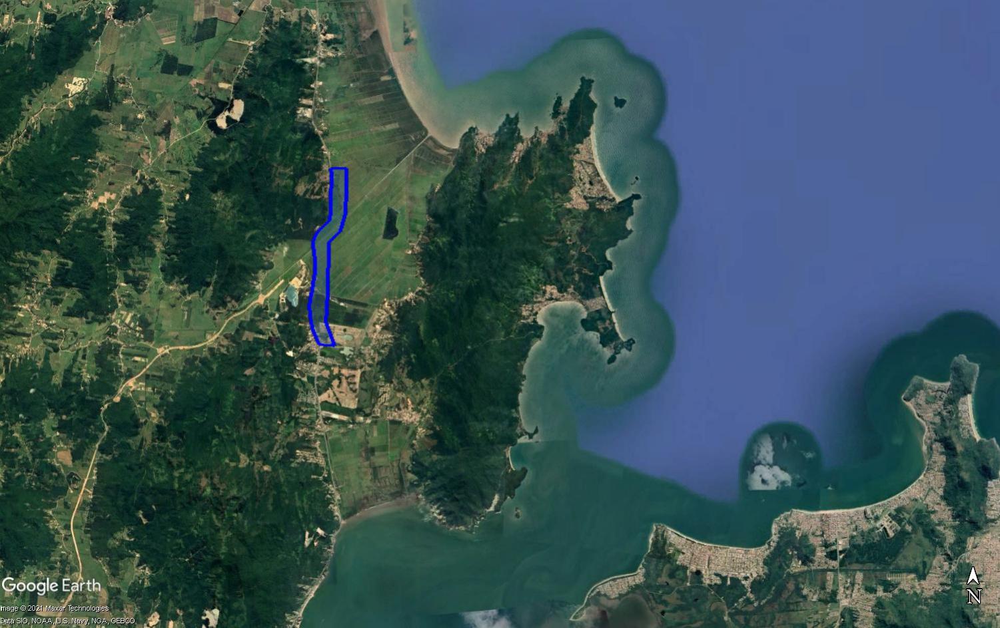 Google Earth
Image © 2021 Maxar Technologies
Data SIO, NOAA, U.S. Navy, NGA, GEBCO
N